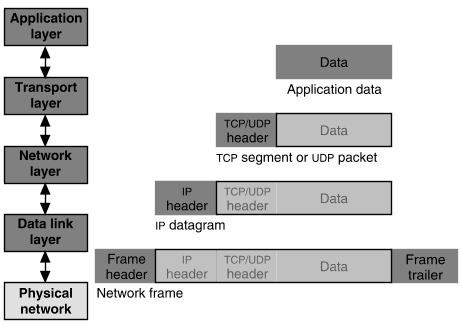 Application
layer
Data
Application data
Transport
layer
TCP/UDP
header
Data
TCP segment or UDP packet
Network
layer
IP
header
TCP/UDP
header
Data
IP datagram
Data link
layer
Frame
header
IP
header
TCP/UDP
header
Data
Frame
trailer
Network frame
Physical
network